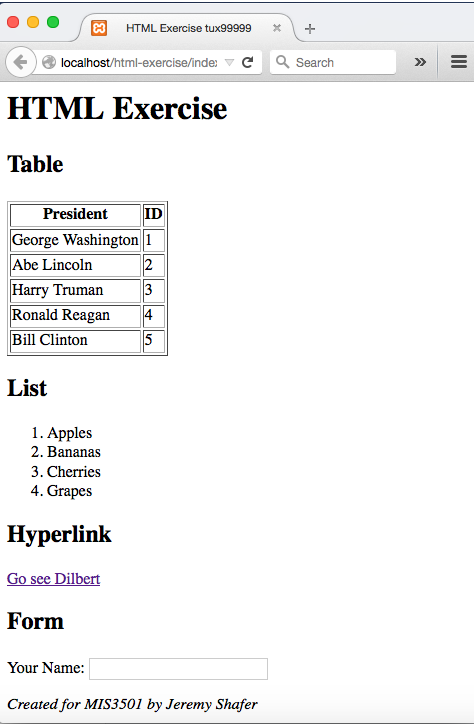 HTML Exercise tux99999
localhost/html-exercise/index
Search
HTML Exercise
Table
President ID
George Washington 1
Abe Lincoln 2
Harry Truman 3
Ronald Reagan 4
Bill Clinton 5
List
1. Apples
2. Bananas
3. Cherries
4. Grapes
Hyperlink
Go see Dilbert
Form
Your Name:
Created for MIS3501 by Jeremy Shafer